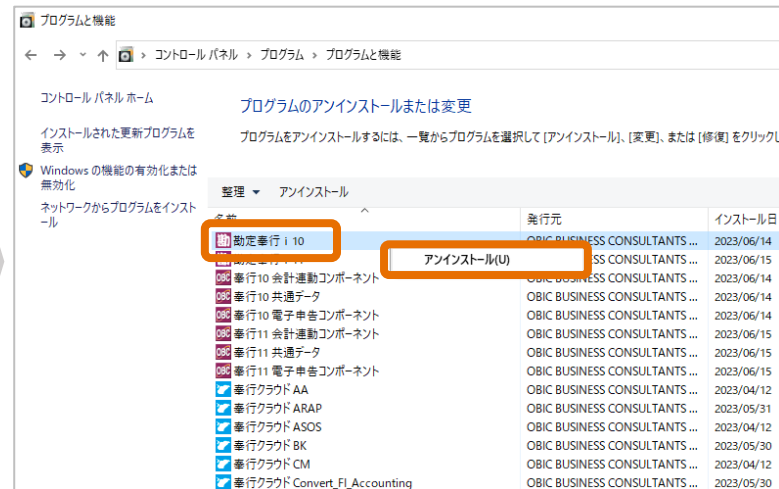 プログラムと機能
コントロール パネル › プログラム › プログラムと機能
コントロール パネル ホーム
インストールされた更新プログラムを
表示
Windows の機能の有効化または
無効化
ネットワークからプログラムをインスト
ール
プログラムのアンインストールまたは変更
プログラムをアンインストールするには、一覧からプログラムを選択して [アンインストール]、[変更]、または [修復] をクリックし
整理 アンインストール
名前 発行元 インストール日
勘定奉行 i 10 OBIC BUSINESS CONSULTANTS ... 2023/06/14
アンインストール(U)
OBIC BUSINESS CONSULTANTS ... 2023/06/15
奉行10 会計連動コンポーネント OBIC BUSINESS CONSULTANTS ... 2023/06/14
奉行10 共通データ OBIC BUSINESS CONSULTANTS ... 2023/06/14
奉行10 電子申告コンポーネント OBIC BUSINESS CONSULTANTS ... 2023/06/14
奉行11 会計連動コンポーネント OBIC BUSINESS CONSULTANTS ... 2023/06/15
奉行11 共通データ OBIC BUSINESS CONSULTANTS ... 2023/06/15
奉行11 電子申告コンポーネント OBIC BUSINESS CONSULTANTS ... 2023/06/15
奉行クラウド AA OBIC BUSINESS CONSULTANTS ... 2023/04/12
奉行クラウド ARAP OBIC BUSINESS CONSULTANTS ... 2023/05/31
奉行クラウド ASOS OBIC BUSINESS CONSULTANTS ... 2023/04/12
奉行クラウド BK OBIC BUSINESS CONSULTANTS ... 2023/05/30
奉行クラウド CM OBIC BUSINESS CONSULTANTS ... 2023/04/12
奉行クラウド Convert_FI_Accounting OBIC BUSINESS CONSULTANTS ... 2023/05/30